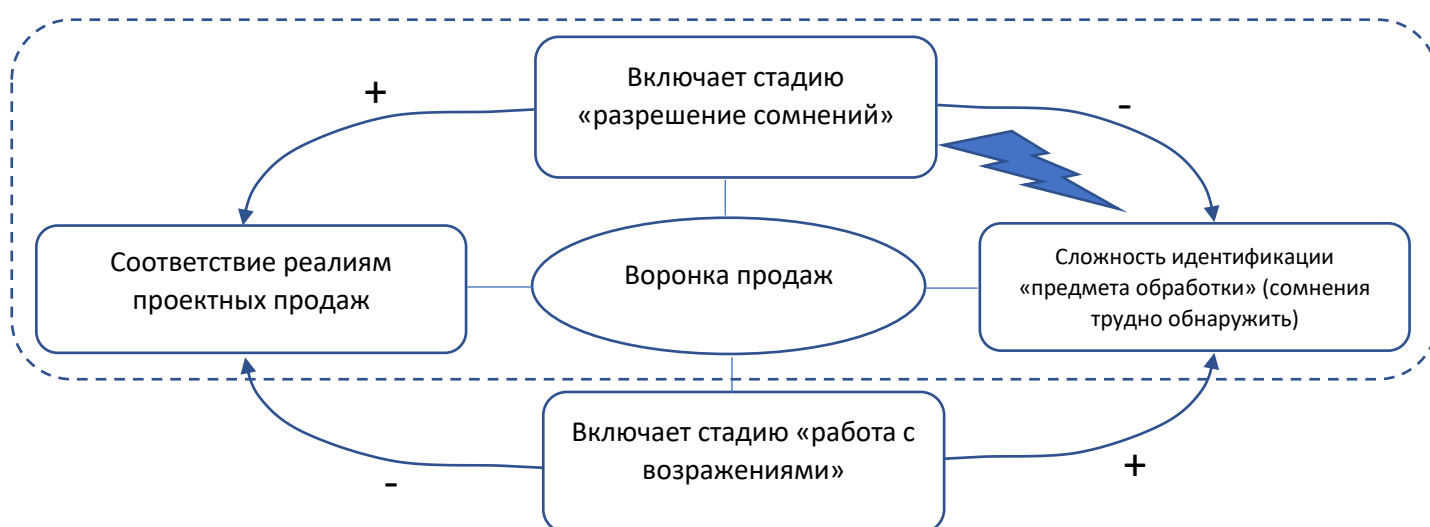 Включает стадию
«разрешение сомнений»
+
-
Соответствие реалиям
проектных продаж
Воронка продаж
Сложность идентификации
«предмета обработки» (сомнения
трудно обнаружить)
Включает стадию «работа с
возражениями»
-
+